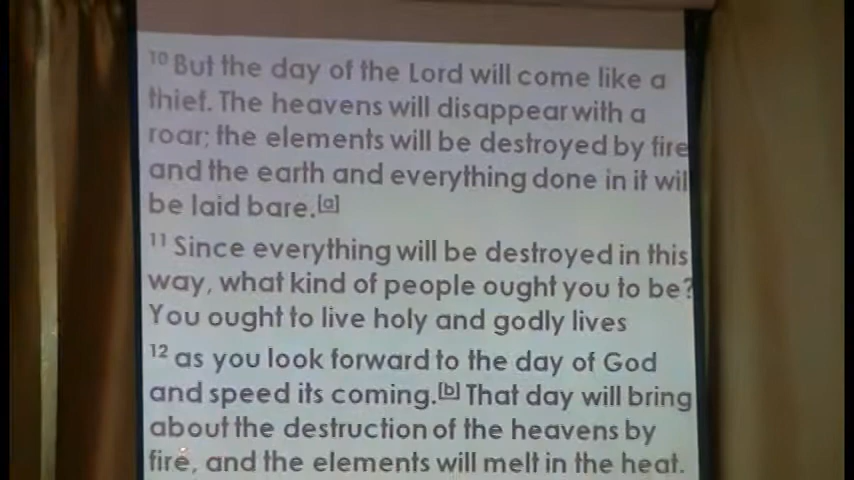 10 But the day of the Lord will come like a
thief. The heavens will disappear with a
roar; the elements will be destroyed by fire
and the earth and everything done in it wil
be laid bare.[a]
11 Since everything will be destroyed in this
way, what kind of people ought you to be?
You ought to live holy and godly lives
12 as you look forward to the day of God
and speed its coming.[b] That day will bring
about the destruction of the heavens by
fire, and the elements will melt in the heat.